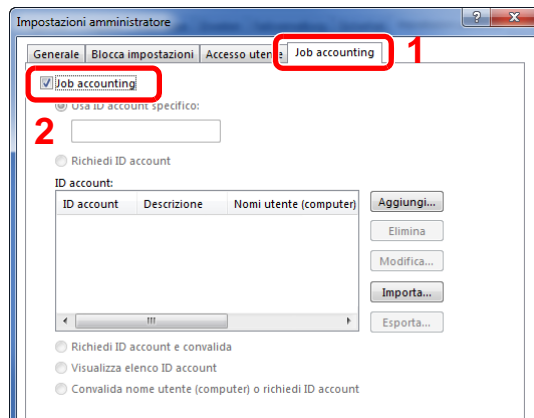 Impostazioni amministratore
Generale Blocca impostazioni Accesso utente Job accounting 1
Job accounting
Usa ID account specifico:
2
Richiedi ID account
ID account:
ID account Descrizione Nomi utente (computer) Aggiungi...
Elimina
Modifica...
Importa...
Esporta...
Richiedi ID account e convalida
Visualizza elenco ID account
Convalida nome utente (computer) o richiedi ID account